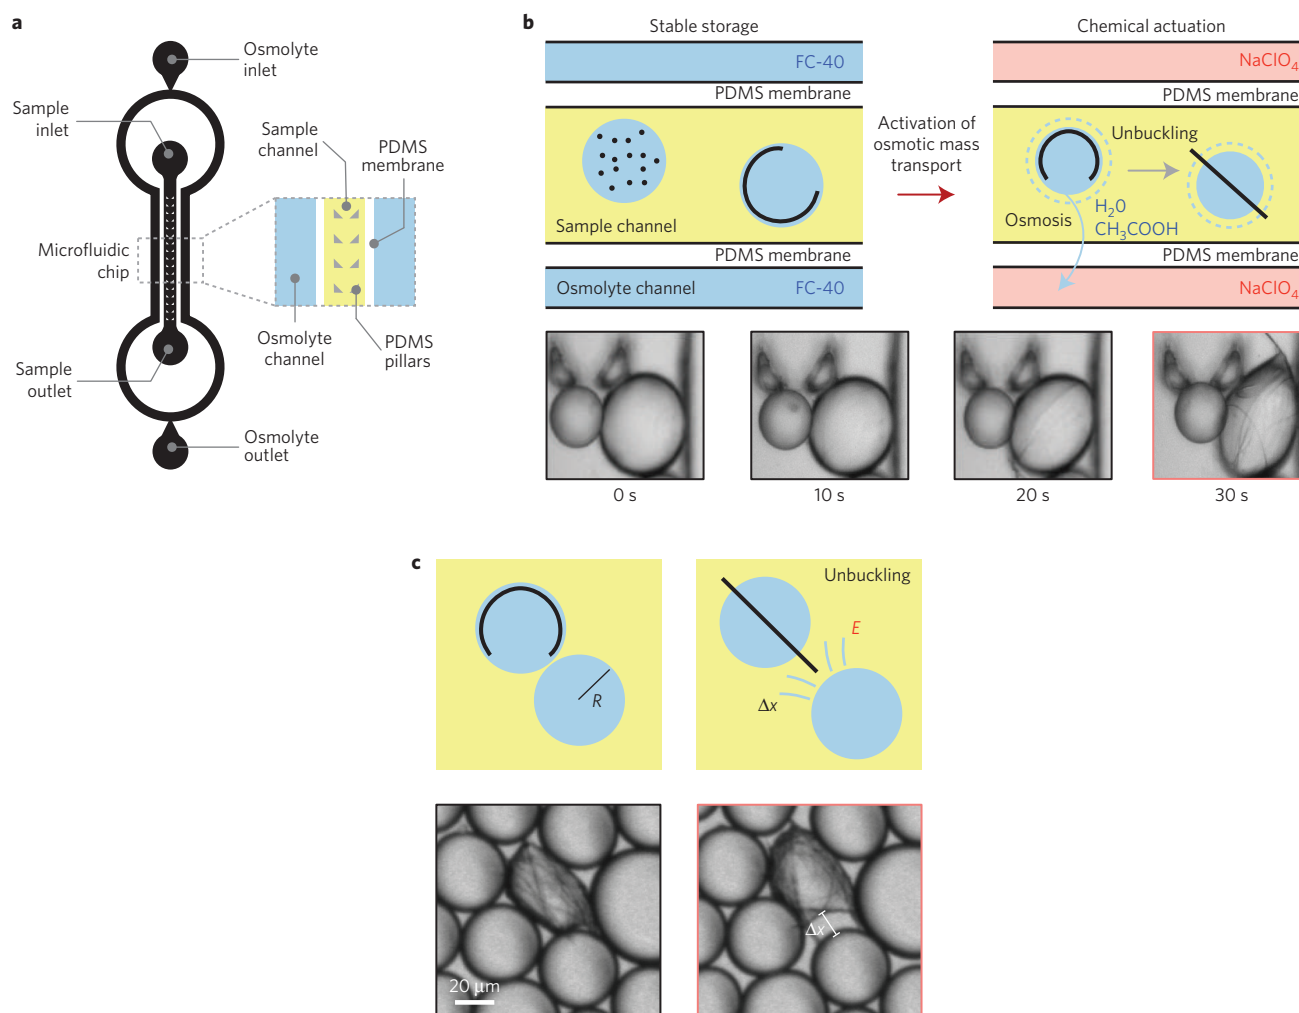 a
Osmolyte
inlet
Sample
inlet
Sample
channel
PDMS
membrane
Microfluidic
chip
Osmolyte
channel
PDMS
pillars
Sample
outlet
Osmolyte
outlet
b
Stable storage
FC-40
PDMS membrane
Sample channel
PDMS membrane
Osmolyte channel
FC-40
Activation of
osmotic mass
transport
Chemical actuation
NaClO₄
PDMS membrane
Unbuckling
Osmosis
H₂0
CH₃COOH
PDMS membrane
NaClO₄
0 s
10 s
20 s
30 s
c
R
Unbuckling
E
Δx
20 µm
Δx